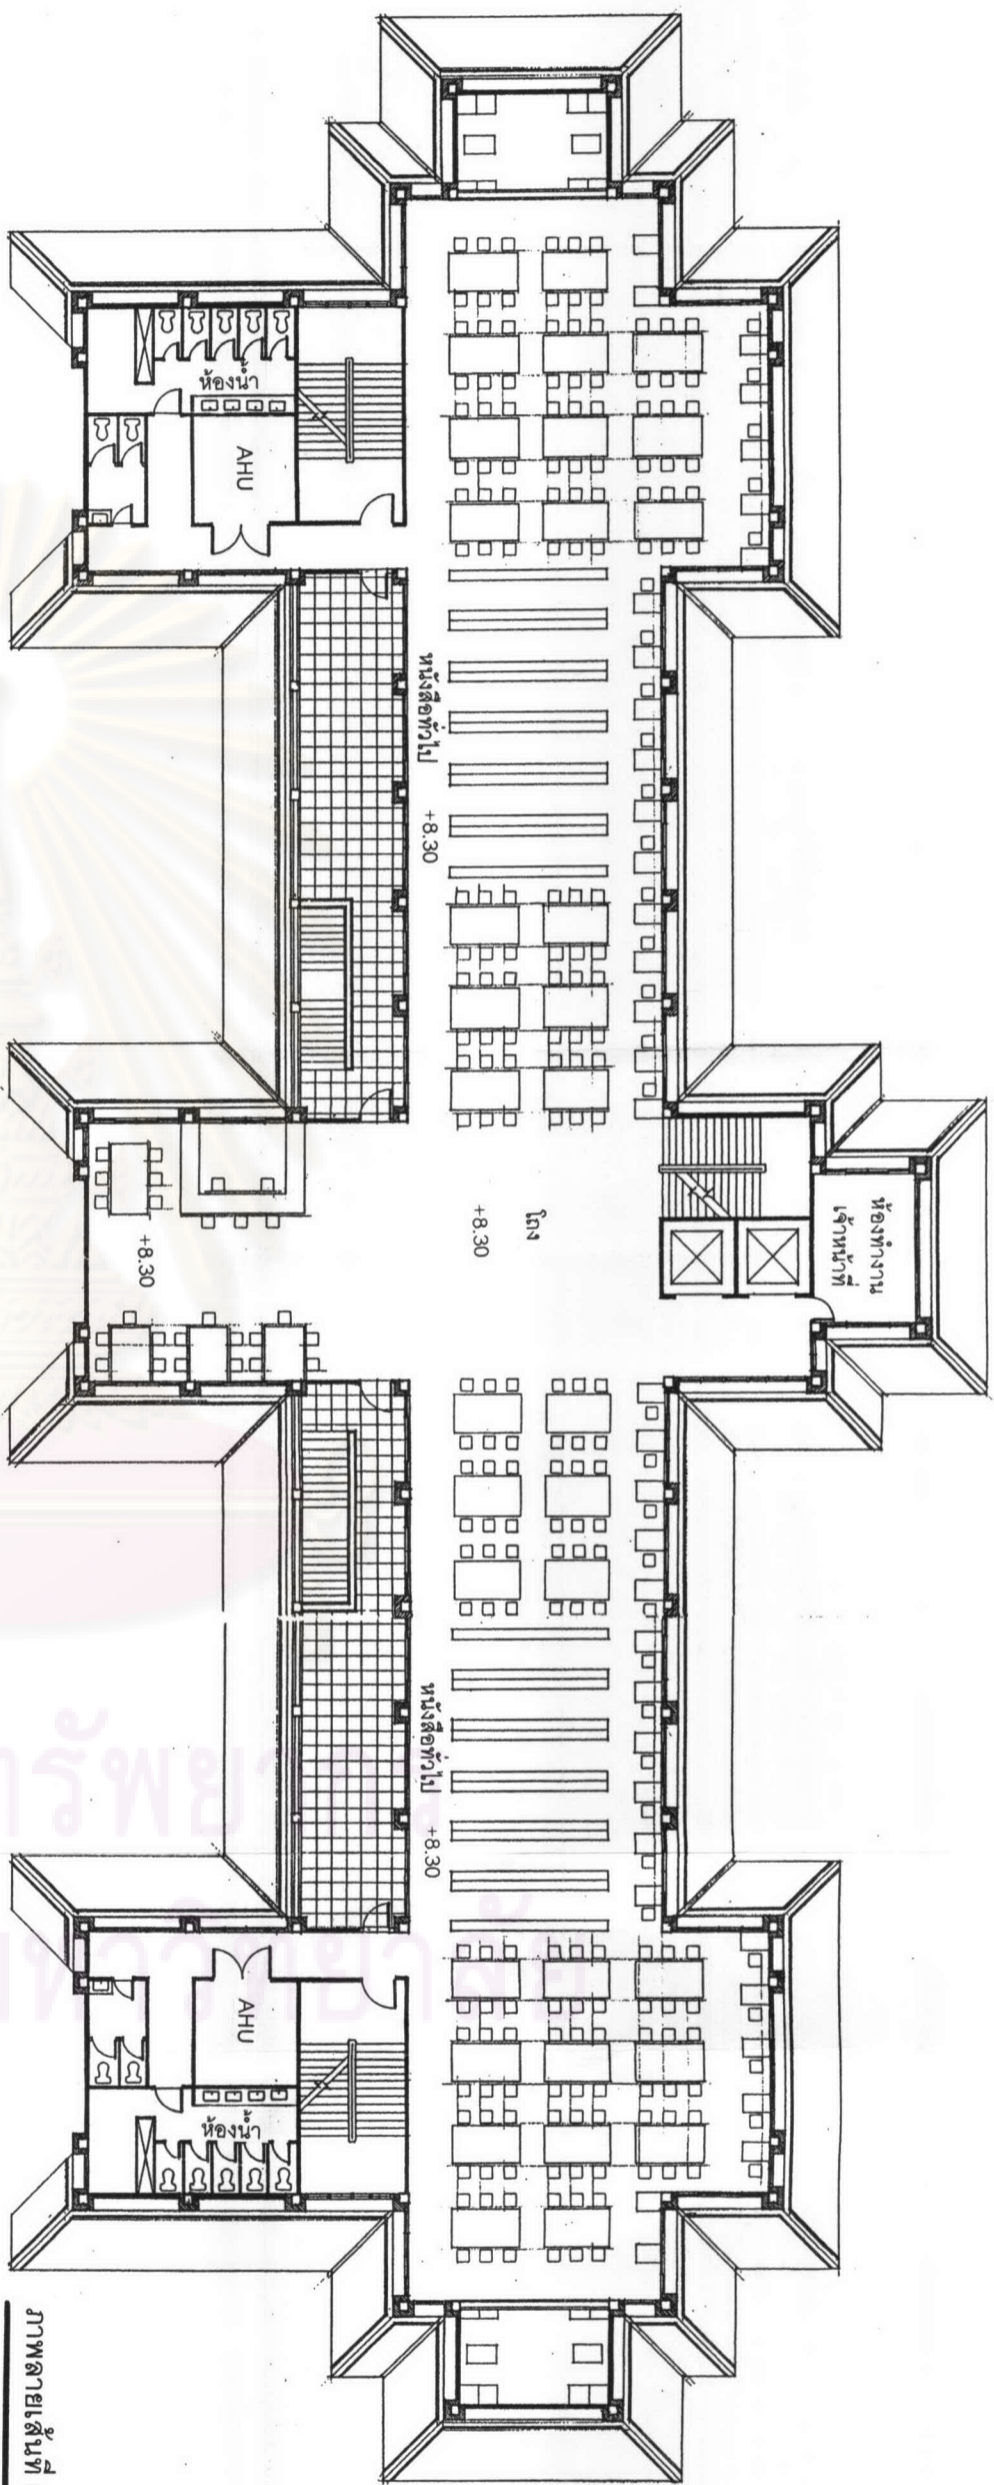 ห้องน้ำ
AHU
หนังสือทั่วไป
+8.30
ห้องทำงาน
เจ้าหน้าที่
โถง
+8.30
+8.30
หนังสือทั่วไป
+8.30
AHU
ห้องน้ำ
ภาพลายเส้นที่